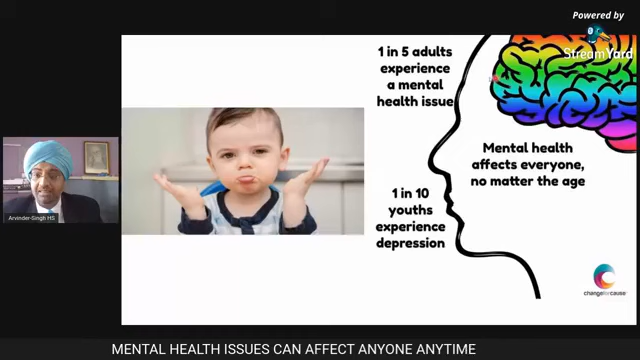 Powered by
StreamYard
1 in 5 adults
experience
a mental
health issue
Mental health
affects everyone,
no matter the age
1 in 10
youths
experience
depression
Arvinder-Singh HS
changeforcause
MENTAL HEALTH ISSUES CAN AFFECT ANYONE ANYTIME